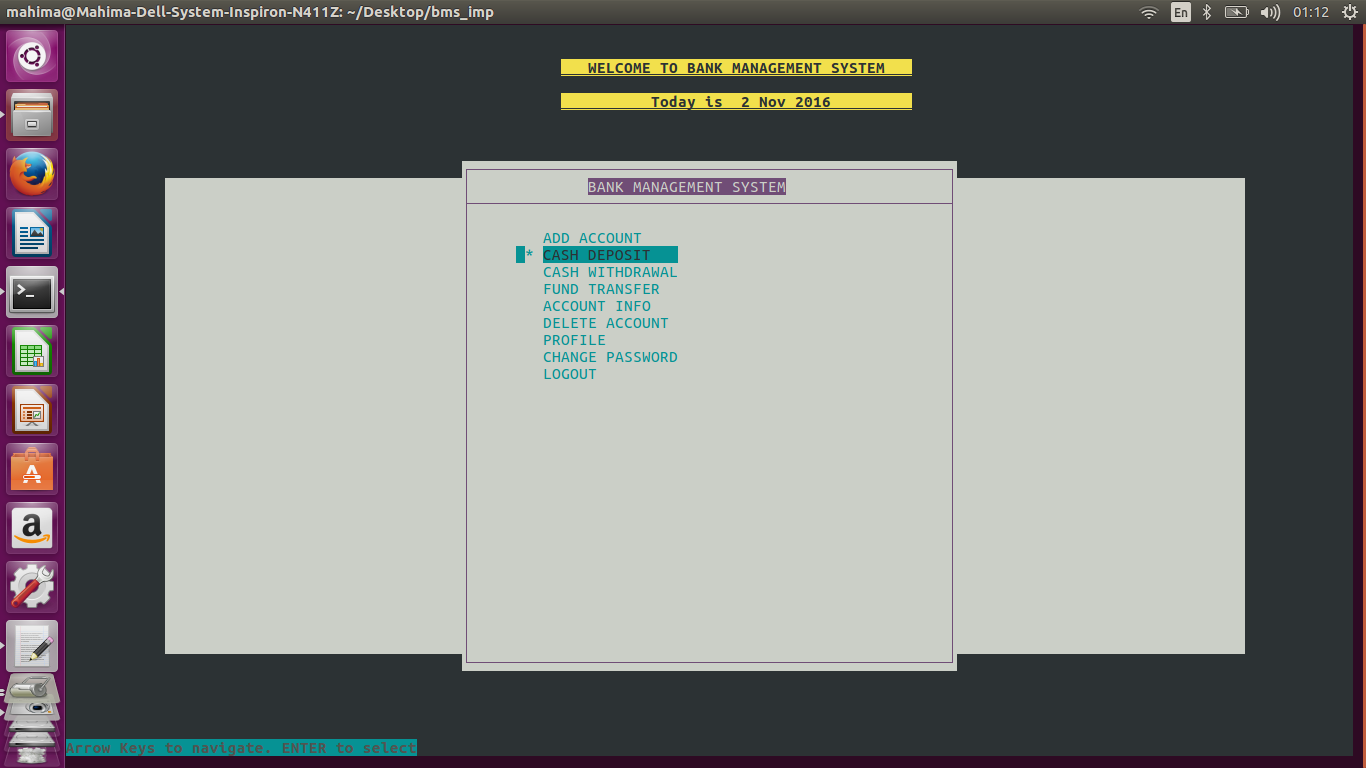 mahima@Mahima-Dell-System-Inspiron-N411Z: ~/Desktop/bms_imp
En
01:12
WELCOME TO BANK MANAGEMENT SYSTEM
Today is  2 Nov 2016
BANK MANAGEMENT SYSTEM
ADD ACCOUNT
* CASH DEPOSIT
CASH WITHDRAWAL
FUND TRANSFER
ACCOUNT INFO
DELETE ACCOUNT
PROFILE
CHANGE PASSWORD
LOGOUT
Arrow Keys to navigate. ENTER to select